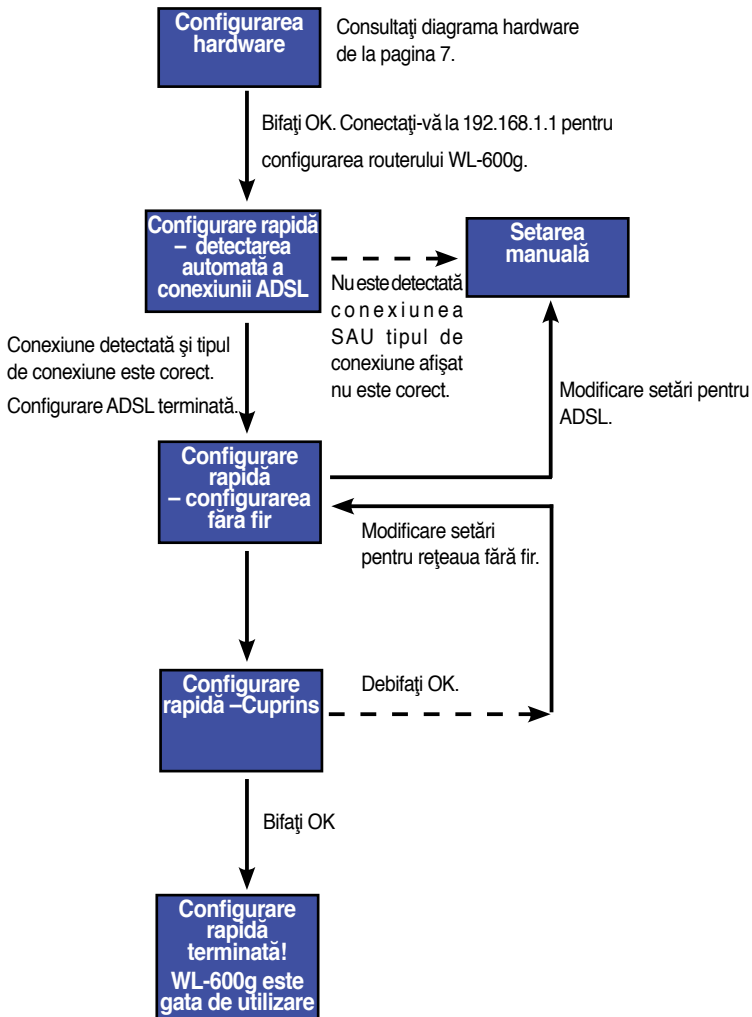 Configurarea
hardware
Consultaţi diagrama hardware
de la pagina 7.
Bifaţi OK. Conectaţi-vă la 192.168.1.1 pentru
configurarea routerului WL-600g.
Configurare rapidă
– detectarea
automată a
conexiunii ADSL
Setarea
manuală
Nu este detectată
conexiunea
SAU tipul de
conexiune afişat
nu este corect.
Conexiune detectată şi tipul
de conexiune este corect.
Configurare ADSL terminată.
Modificare setări pentru
ADSL.
Configurare
rapidă
– configurarea
fără fir
Modificare setări
pentru reţeaua fără fir.
Configurare
rapidă –Cuprins
Debifaţi OK.
Bifaţi OK
Configurare
rapidă
terminată!
WL-600g este
gata de utilizare